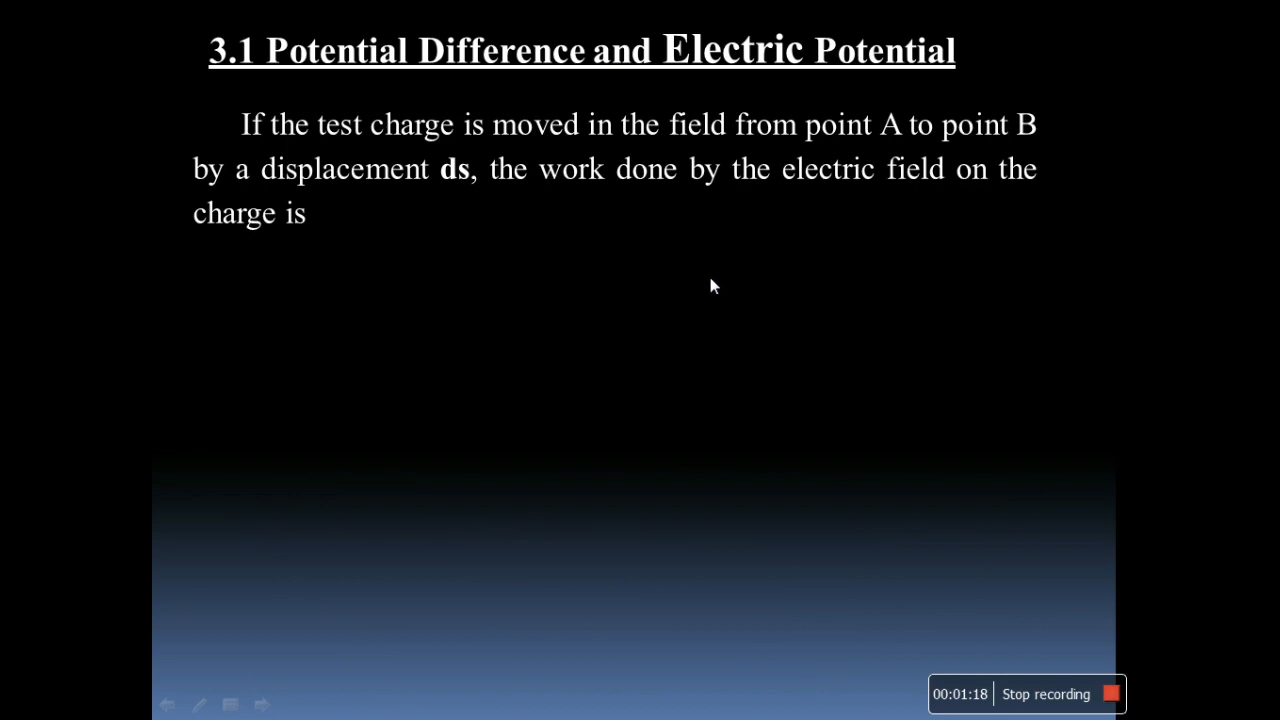 3.1 Potential Difference and Electric Potential
If the test charge is moved in the field from point A to point B
by a displacement ds, the work done by the electric field on the
charge is
00:01:18 Stop recording